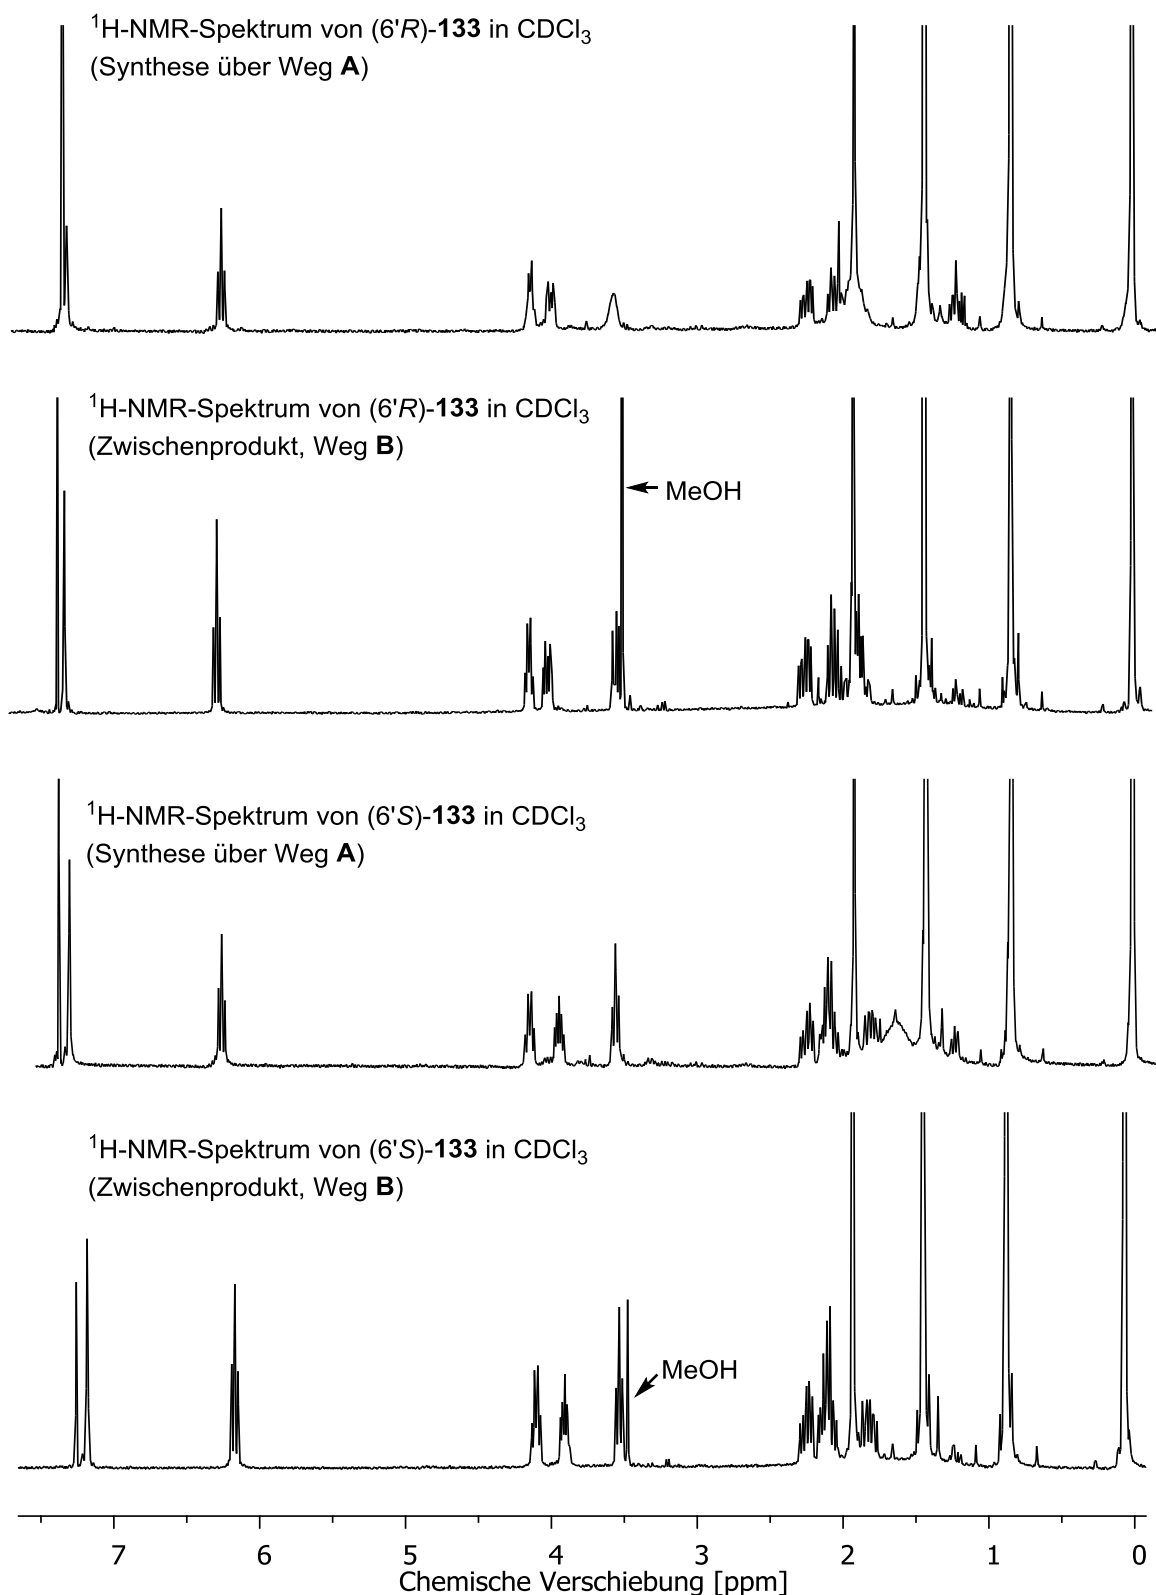 ¹H-NMR-Spektrum von (6'R)-133 in CDCl₃
(Synthese über Weg A)
¹H-NMR-Spektrum von (6'R)-133 in CDCl₃
(Zwischenprodukt, Weg B)
MeOH
¹H-NMR-Spektrum von (6'S)-133 in CDCl₃
(Synthese über Weg A)
¹H-NMR-Spektrum von (6'S)-133 in CDCl₃
(Zwischenprodukt, Weg B)
MeOH
7 6 5 4 3 2 1 0
Chemische Verschiebung [ppm]